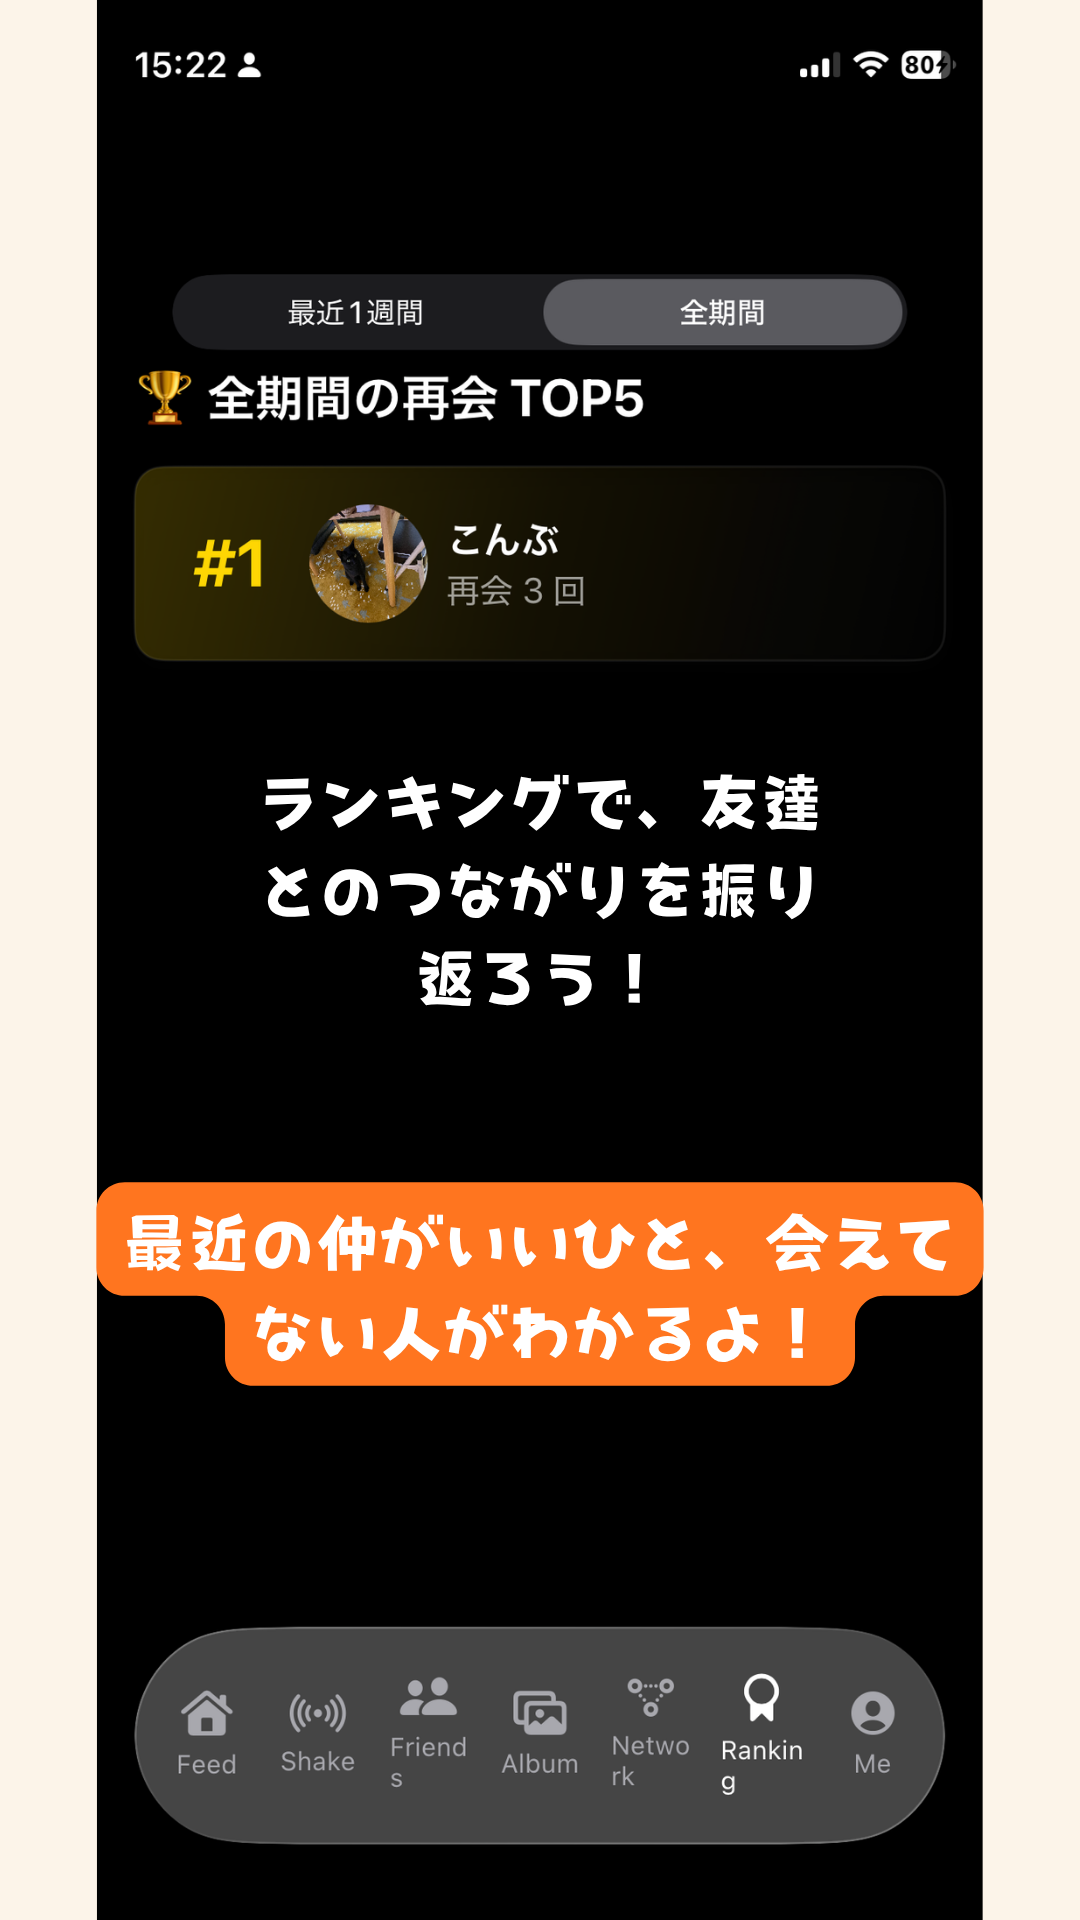 15:22
80
最近1週間
全期間
🏆 全期間の再会 TOP5
#1
こんぶ
再会 3 回
ランキングで、友達
とのつながりを振り
返ろう！
最近の仲がいいひと、会えて
ない人がわかるよ！
Feed
Shake
Friend
s
Album
Netwo
rk
Rankin
g
Me